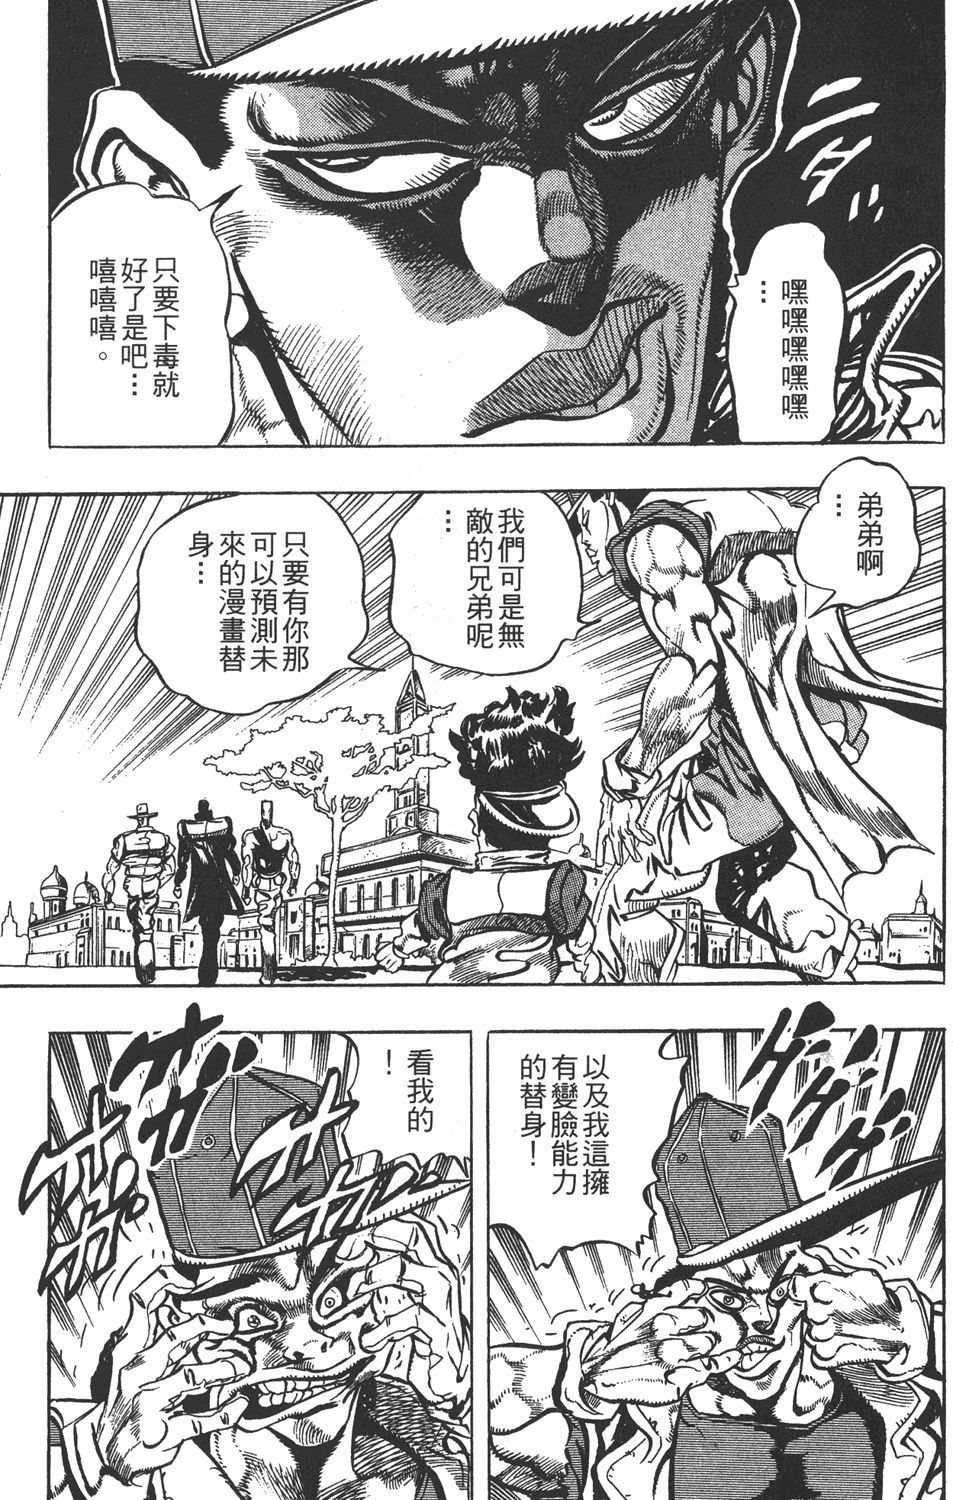 嘿嘿嘿嘿嘿
…
只要下毒就
好了是吧…
嘻嘻嘻。
弟弟啊
…
我們可是無
敵的兄弟呢
…
只要有你那
可以預測未
來的漫畫替
身…
以及我這擁
有變臉能力
的替身！
看我的
！